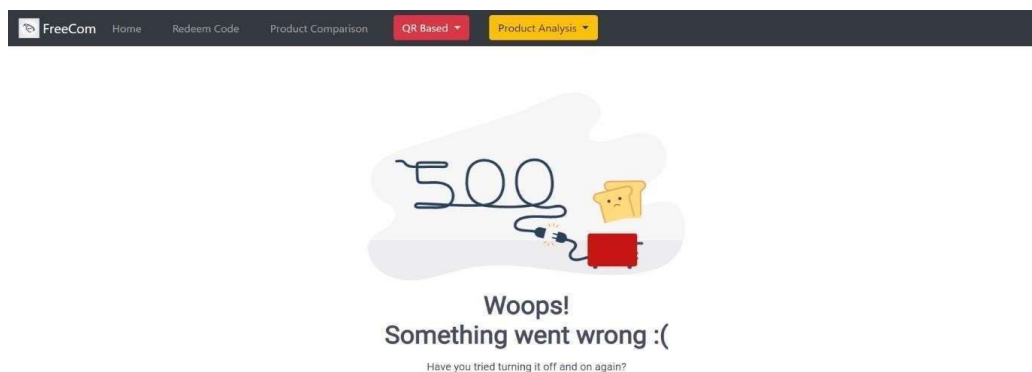 FreeCom Home Redeem Code Product Comparison QR Based Product Analysis
500
Woops!
Something went wrong :(
Have you tried turning it off and on again?